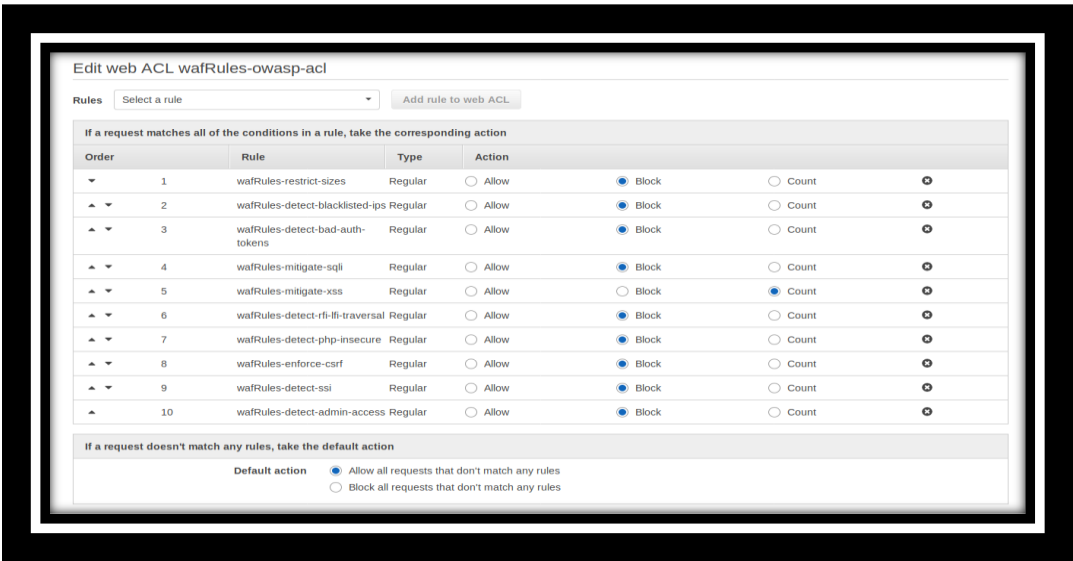 Edit web ACL wafRules-owasp-acl
Rules Select a rule Add rule to web ACL
If a request matches all of the conditions in a rule, take the corresponding action
Order Rule Type Action
1 wafRules-restrict-sizes Regular Allow Block Count
2 wafRules-detect-blacklisted-ips Regular Allow Block Count
3 wafRules-detect-bad-auth- Regular Allow Block Count
tokens
4 wafRules-mitigate-sqli Regular Allow Block Count
5 wafRules-mitigate-xss Regular Allow Block Count
6 wafRules-detect-rfi-lfi-traversal Regular Allow Block Count
7 wafRules-detect-php-insecure Regular Allow Block Count
8 wafRules-enforce-csrf Regular Allow Block Count
9 wafRules-detect-ssi Regular Allow Block Count
10 wafRules-detect-admin-access Regular Allow Block Count
If a request doesn't match any rules, take the default action
Default action Allow all requests that don't match any rules
Block all requests that don't match any rules